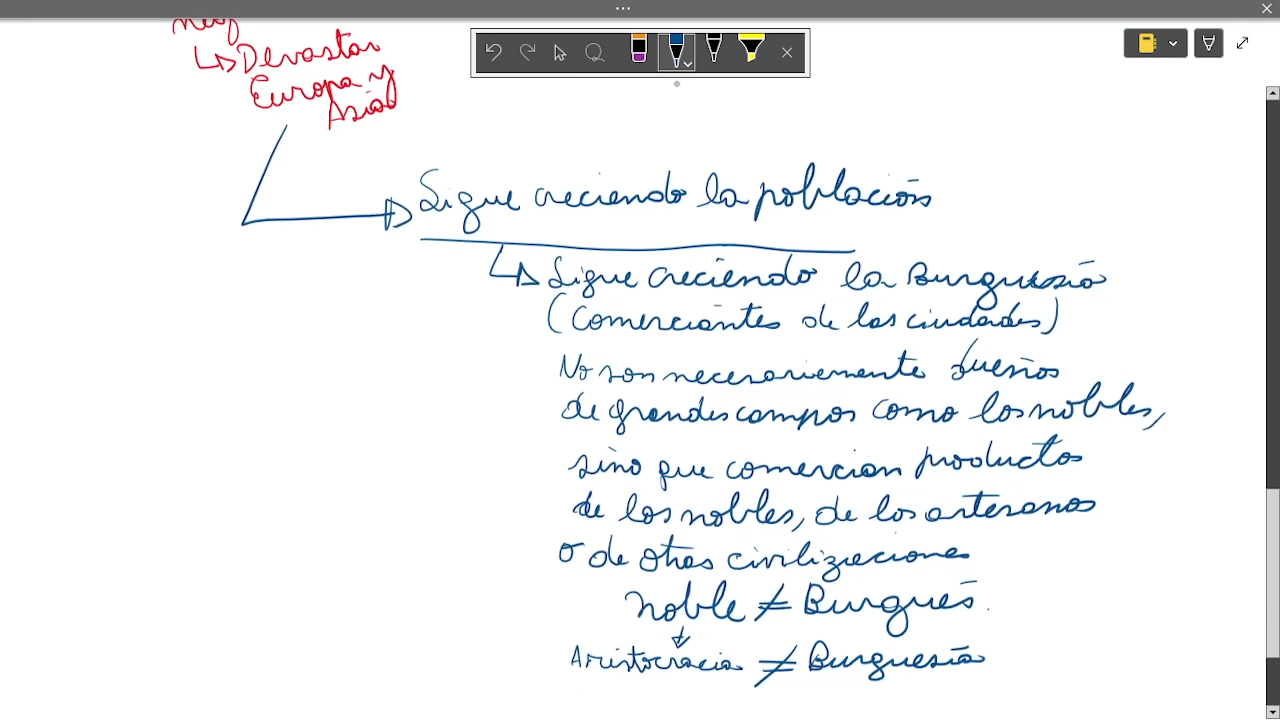 ↳ Devastar
Europa y
Asia
Sigue creciendo la población
↳ Sigue creciendo la Burguesía
(Comerciantes de las ciudades)
No son necesariamente dueños
de grandes campos como los nobles,
sino que comercian productos
de los nobles, de los artesanos
o de otras civilizaciones
noble ≠ Burgués
Aristocracia ≠ Burguesía